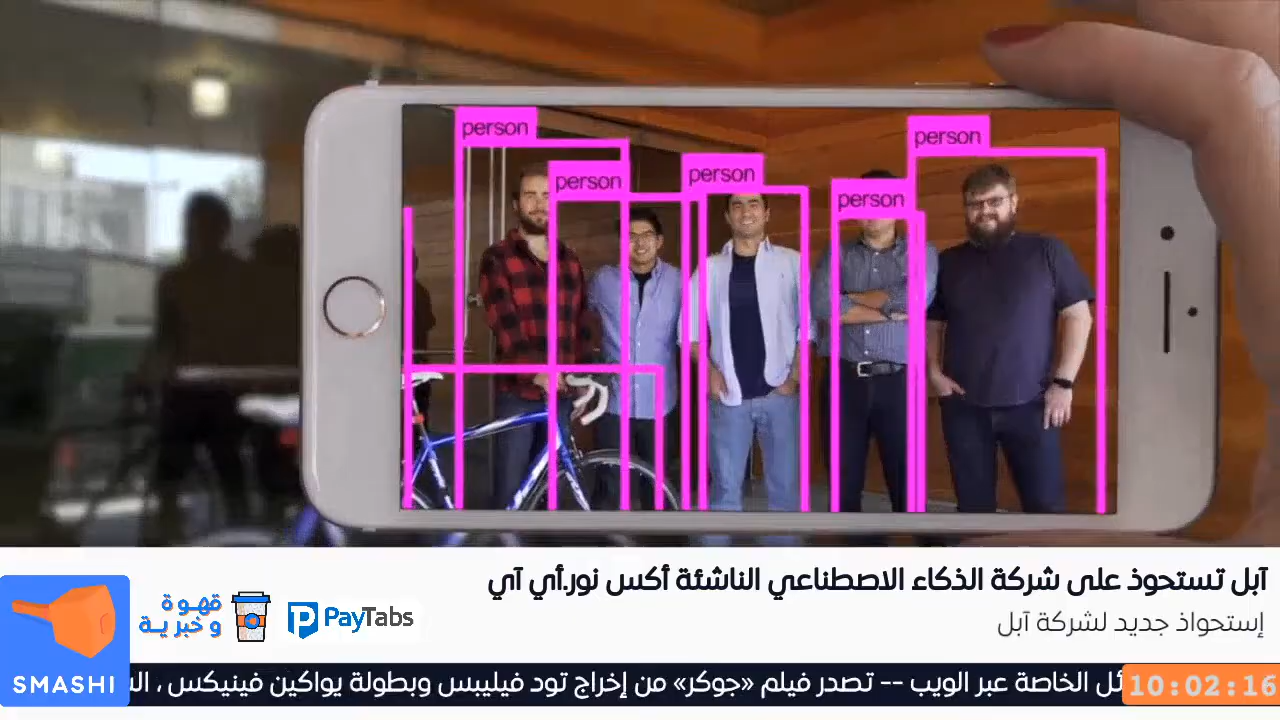 person
person
person
person
person
آبل تستحوذ على شركة الذكاء الاصطناعي الناشئة أكس نور.أي آي
إستحواذ جديد لشركة آبل
قهوة
وخبرية
PayTabs
SMASHI
ئل الخاصة عبر الويب -- تصدر فيلم «جوكر» من إخراج تود فيليبس وبطولة يواكين فينيكس ، ال
10:02:16